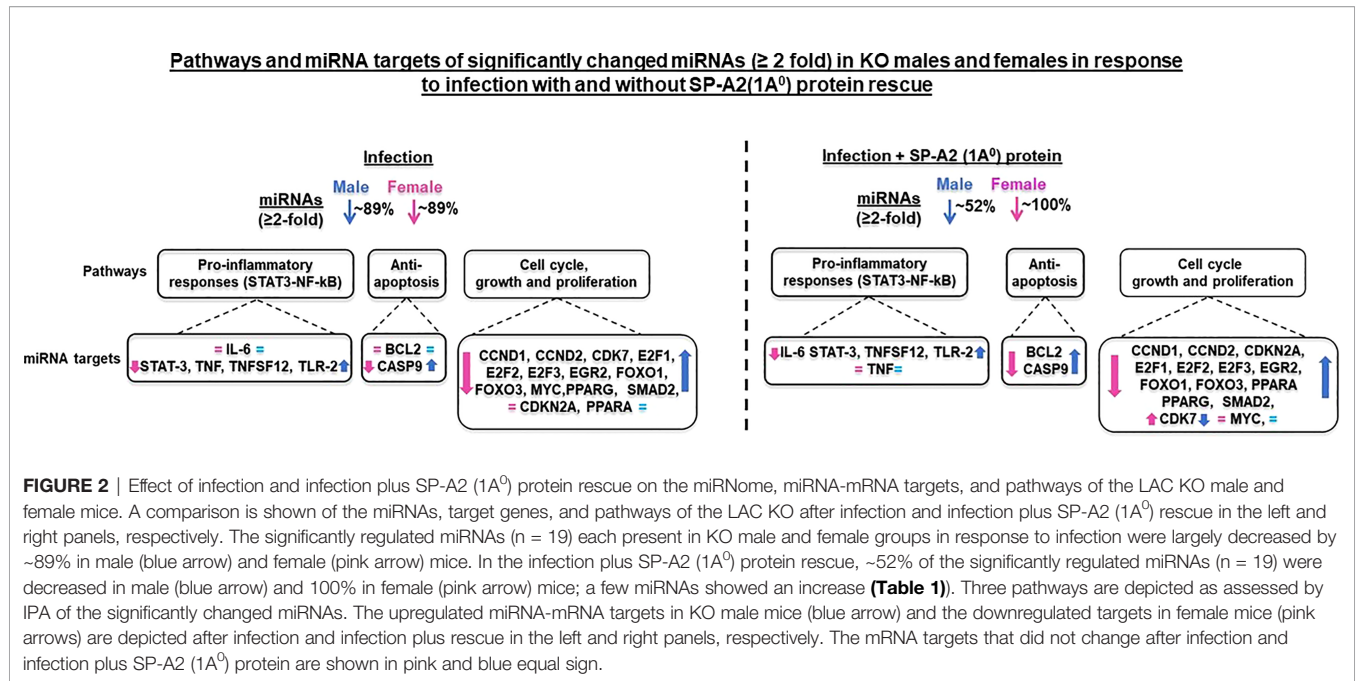 Pathways and miRNA targets of significantly changed miRNAs (≥ 2 fold) in KO males and females in response
to infection with and without SP-A2(1A⁰) protein rescue
Infection
Male Female
miRNAs
(≥2-fold)
~89% ~89%
Pathways
Pro-inflammatory
responses (STAT3-NF-kB)
Anti-
apoptosis
Cell cycle,
growth and proliferation
miRNA targets
= IL-6 =
STAT-3, TNF, TNFSF12, TLR-2
= BCL2 =
CASP9
CCND1, CCND2, CDK7, E2F1,
E2F2, E2F3, EGR2, FOXO1,
FOXO3, MYC,PPARG, SMAD2,
= CDKN2A, PPARA =
Infection + SP-A2 (1A⁰) protein
Male Female
miRNAs
(≥2-fold)
~52% ~100%
Pro-inflammatory
responses (STAT3-NF-kB)
Anti-
apoptosis
Cell cycle
growth and proliferation
IL-6 STAT-3, TNFSF12, TLR-2
= TNF=
BCL2
CASP9
CCND1, CCND2, CDKN2A,
E2F1, E2F2, E2F3, EGR2,
FOXO1, FOXO3, PPARA
PPARG, SMAD2,
CDK7 = MYC, =
FIGURE 2 | Effect of infection and infection plus SP-A2 (1A⁰) protein rescue on the miRNome, miRNA-mRNA targets, and pathways of the LAC KO male and
female mice. A comparison is shown of the miRNAs, target genes, and pathways of the LAC KO after infection and infection plus SP-A2 (1A⁰) rescue in the left and
right panels, respectively. The significantly regulated miRNAs (n = 19) each present in KO male and female groups in response to infection were largely decreased by
~89% in male (blue arrow) and female (pink arrow) mice. In the infection plus SP-A2 (1A⁰) protein rescue, ~52% of the significantly regulated miRNAs (n = 19) were
decreased in male (blue arrow) and 100% in female (pink arrow) mice; a few miRNAs showed an increase (Table 1)). Three pathways are depicted as assessed by
IPA of the significantly changed miRNAs. The upregulated miRNA-mRNA targets in KO male mice (blue arrow) and the downregulated targets in female mice (pink
arrows) are depicted after infection and infection plus rescue in the left and right panels, respectively. The mRNA targets that did not change after infection and
infection plus SP-A2 (1A⁰) protein are shown in pink and blue equal sign.